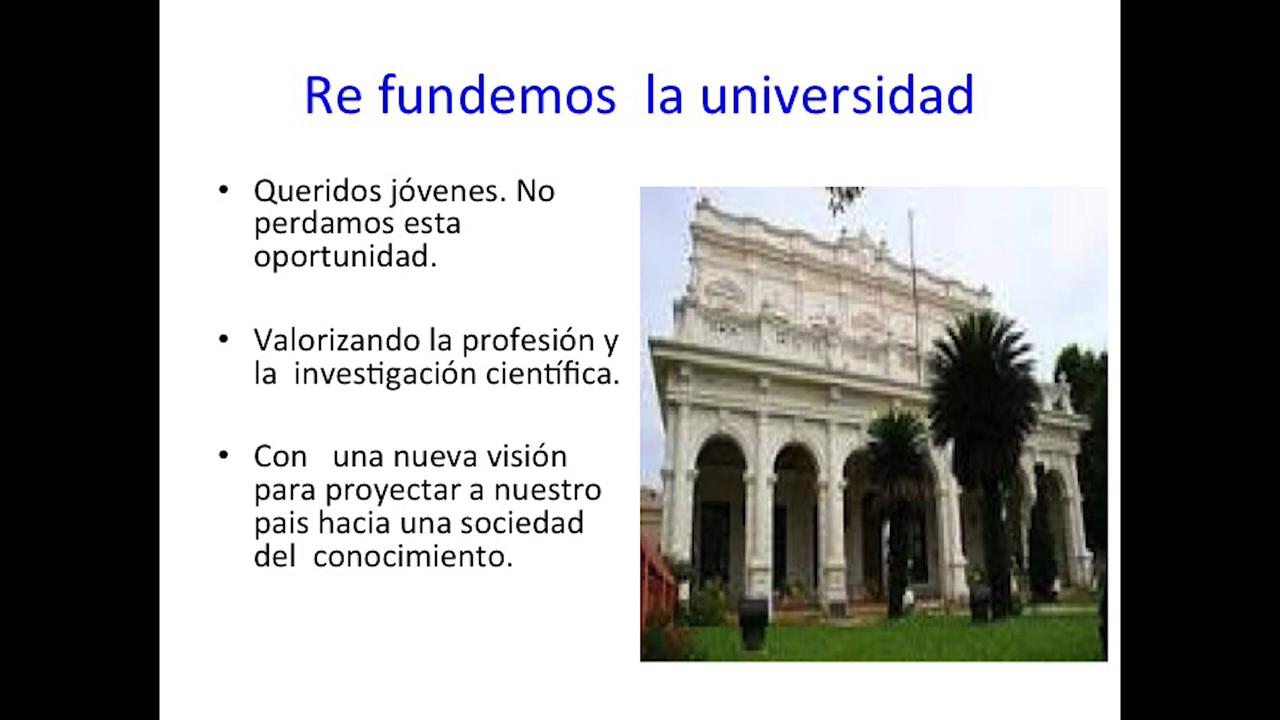 Re fundemos  la universidad
• Queridos jóvenes. No
perdamos esta
oportunidad.
• Valorizando la profesión y
la  investigación científica.
• Con   una nueva visión
para proyectar a nuestro
pais hacia una sociedad
del  conocimiento.